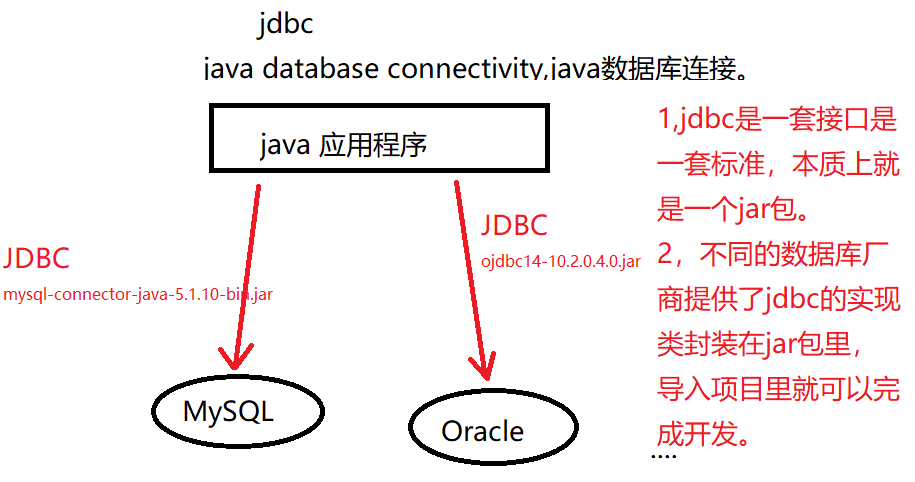 jdbc
java database connectivity,java数据库连接。
java 应用程序
JDBC
mysql-connector-java-5.1.10-bin.jar
JDBC
ojdbc14-10.2.0.4.0.jar
MySQL
Oracle
1,jdbc是一套接口是
一套标准，本质上就
是一个jar包。
2，不同的数据库厂
商提供了jdbc的实现
类封装在jar包里，
导入项目里就可以完
成开发。
....